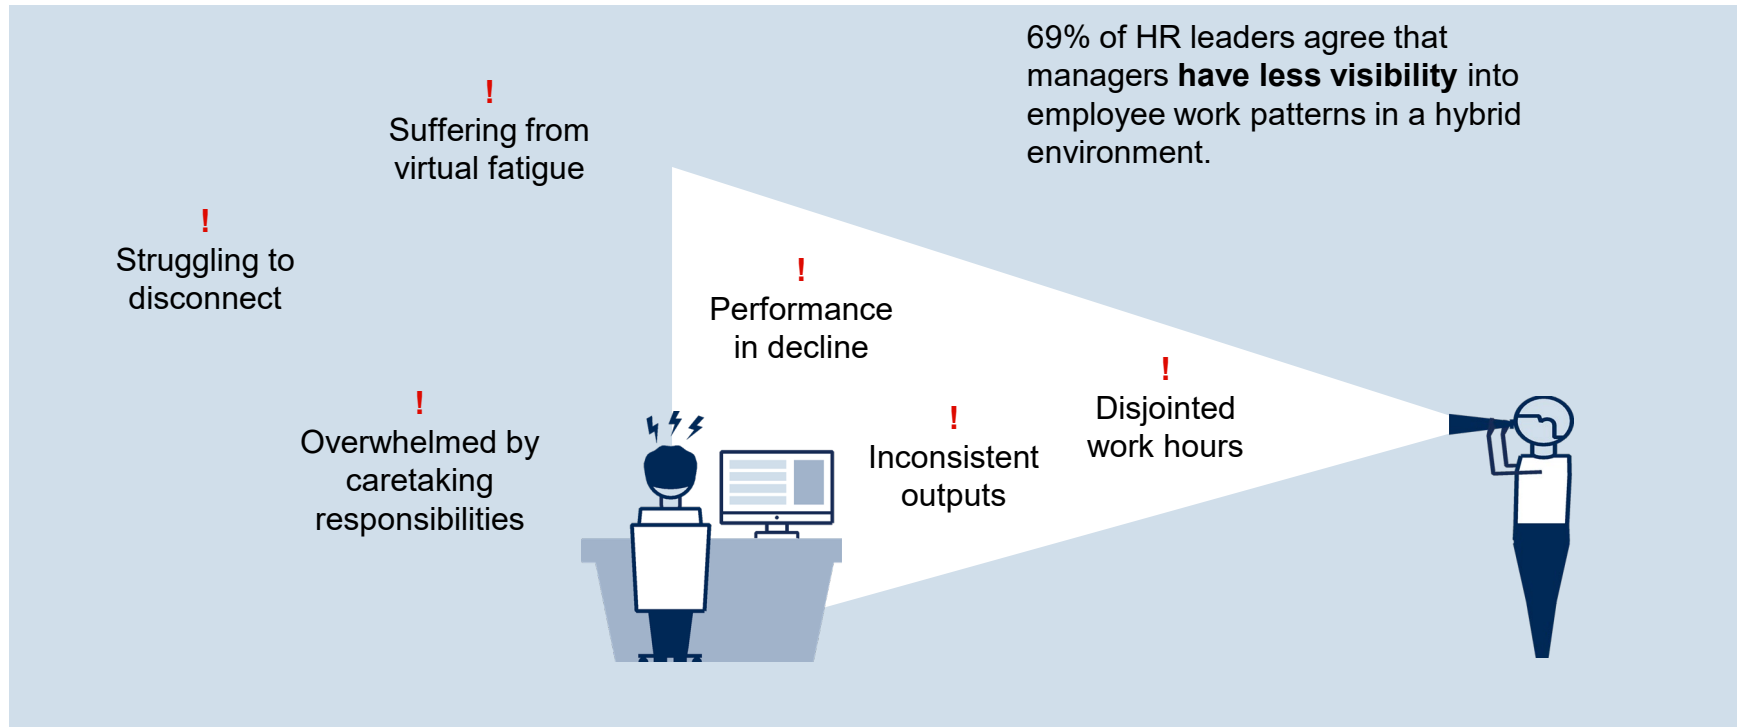 69% of HR leaders agree that
managers have less visibility into
employee work patterns in a hybrid
environment.
!
Suffering from
virtual fatigue
!
Struggling to
disconnect
!
Performance
in decline
!
Disjointed
work hours
!
Overwhelmed by
caretaking
responsibilities
!
Inconsistent
outputs